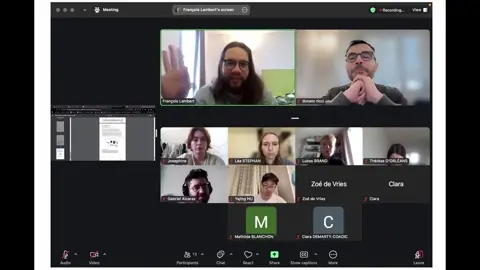 Meeting
François Lambert's screen
Recording...
View
François Lambert
donato ricci
Joséphine
Léa STEPHAN
Lukas BRAND
Thérèse D'ORLÉANS
Gabriel Alcaras
Yujing HU
Zoé de Vries
Zoé de Vries
Clara
Clara
M
Mathilde BLANCHON
C
Clara DEMARTY-COADIC
Audio
Video
11
Participants
Chat
React
Share
Show captions
More
Leave